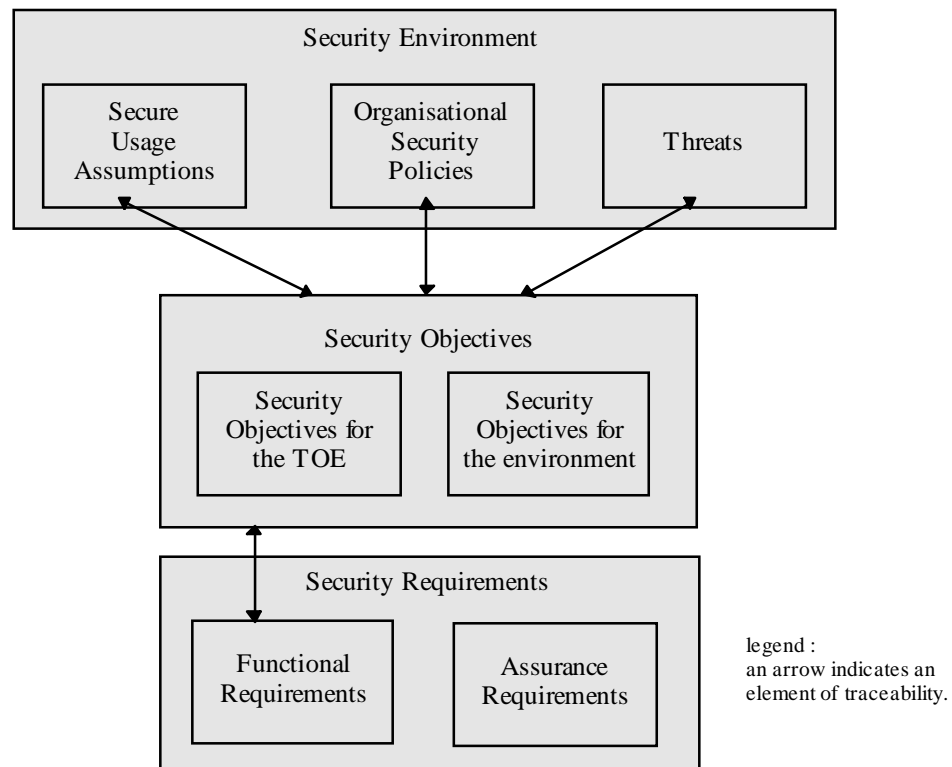 Security Environment
Secure
Usage
Assumptions
Organisational
Security
Policies
Threats
Security Objectives
Security
Objectives for
the TOE
Security
Objectives for
the environment
Security Requirements
Functional
Requirements
Assurance
Requirements
legend :
an arrow indicates an
element of traceability.